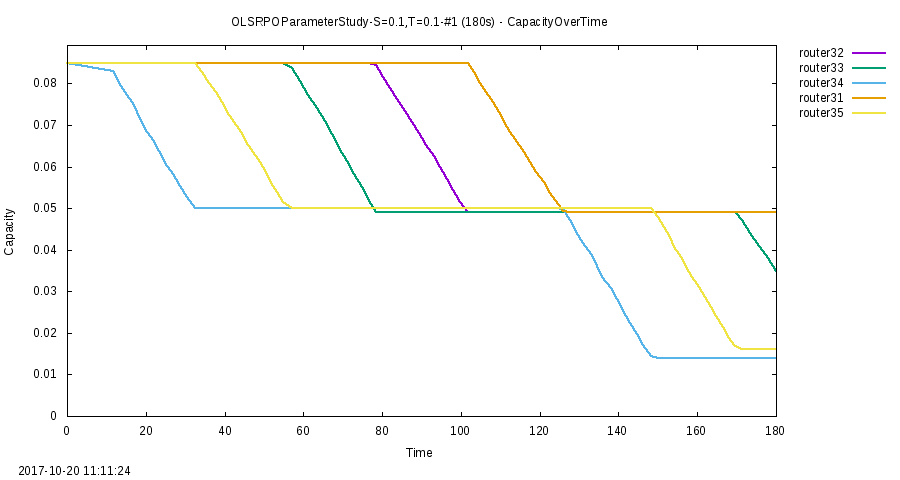 OLSRPOParameterStudy-S=0.1,T=0.1-#1 (180s) - CapacityOverTime
router32
router33
router34
router31
router35
0.08
0.07
0.06
0.05
0.04
0.03
0.02
0.01
0
Capacity
0 20 40 60 80 100 120 140 160 180
Time
2017-10-20 11:11:24